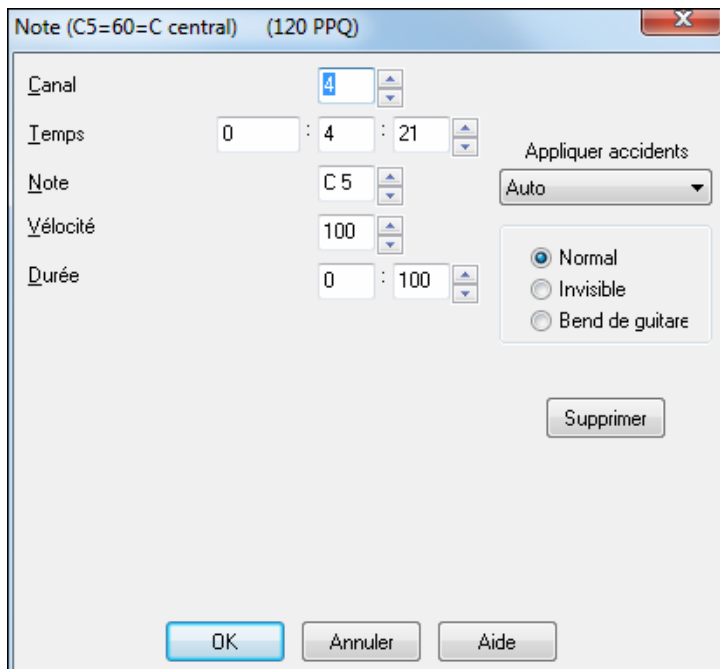 Note (C5=60=C central) (120 PPQ)
Canal 4
Temps 0 : 4 : 21
Appliquer accidents
Note C 5
Auto
Vélocité 100
Normal
Durée 0 : 100
Invisible
Bend de guitare
Supprimer
OK Annuler Aide